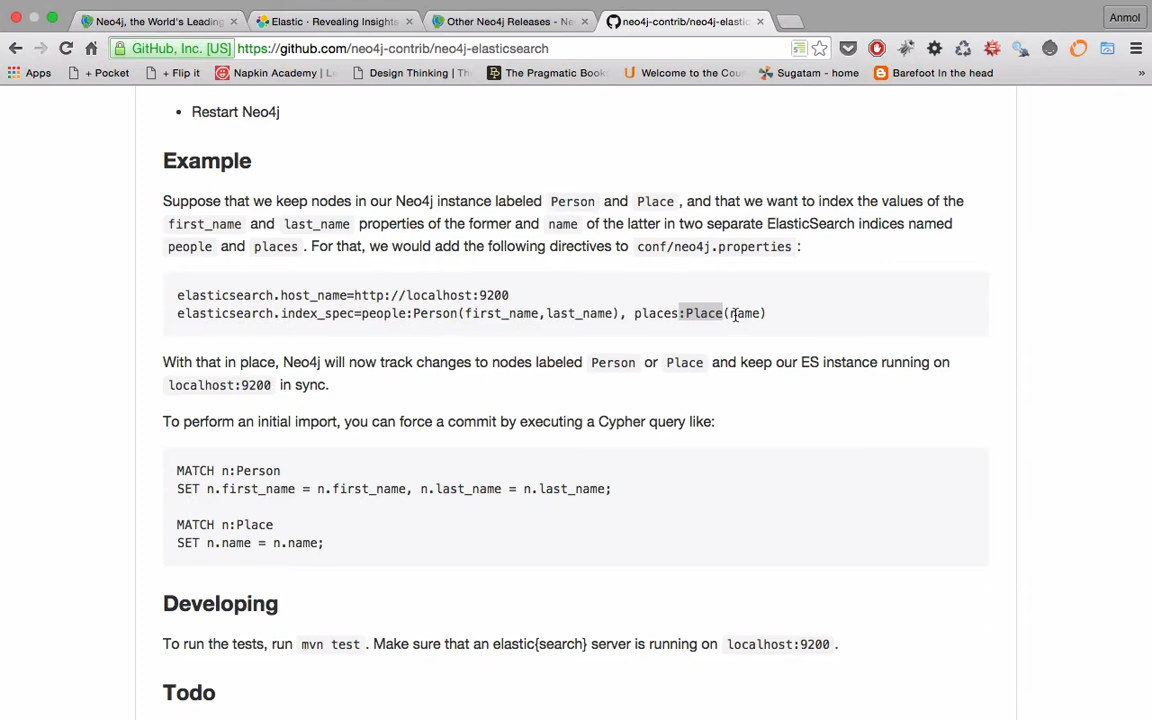 Neo4j, the World's Leading
Elastic · Revealing Insights
Other Neo4j Releases - Ne
neo4j-contrib/neo4j-elastic
Anmol
GitHub, Inc. [US]
https://github.com/neo4j-contrib/neo4j-elasticsearch
Apps
+ Pocket
+ Flip it
Napkin Academy | L
Design Thinking | Th
The Pragmatic Book
Welcome to the Cou
Sugatam - home
Barefoot In the head
»
• Restart Neo4j
Example
Suppose that we keep nodes in our Neo4j instance labeled Person and Place , and that we want to index the values of the
first_name and last_name properties of the former and name of the latter in two separate ElasticSearch indices named
people and places . For that, we would add the following directives to conf/neo4j.properties :
elasticsearch.host_name=http://localhost:9200
elasticsearch.index_spec=people:Person(first_name,last_name), places:Place(name)
With that in place, Neo4j will now track changes to nodes labeled Person or Place and keep our ES instance running on
localhost:9200 in sync.
To perform an initial import, you can force a commit by executing a Cypher query like:
MATCH n:Person
SET n.first_name = n.first_name, n.last_name = n.last_name;
MATCH n:Place
SET n.name = n.name;
Developing
To run the tests, run mvn test . Make sure that an elastic{search} server is running on localhost:9200 .
Todo